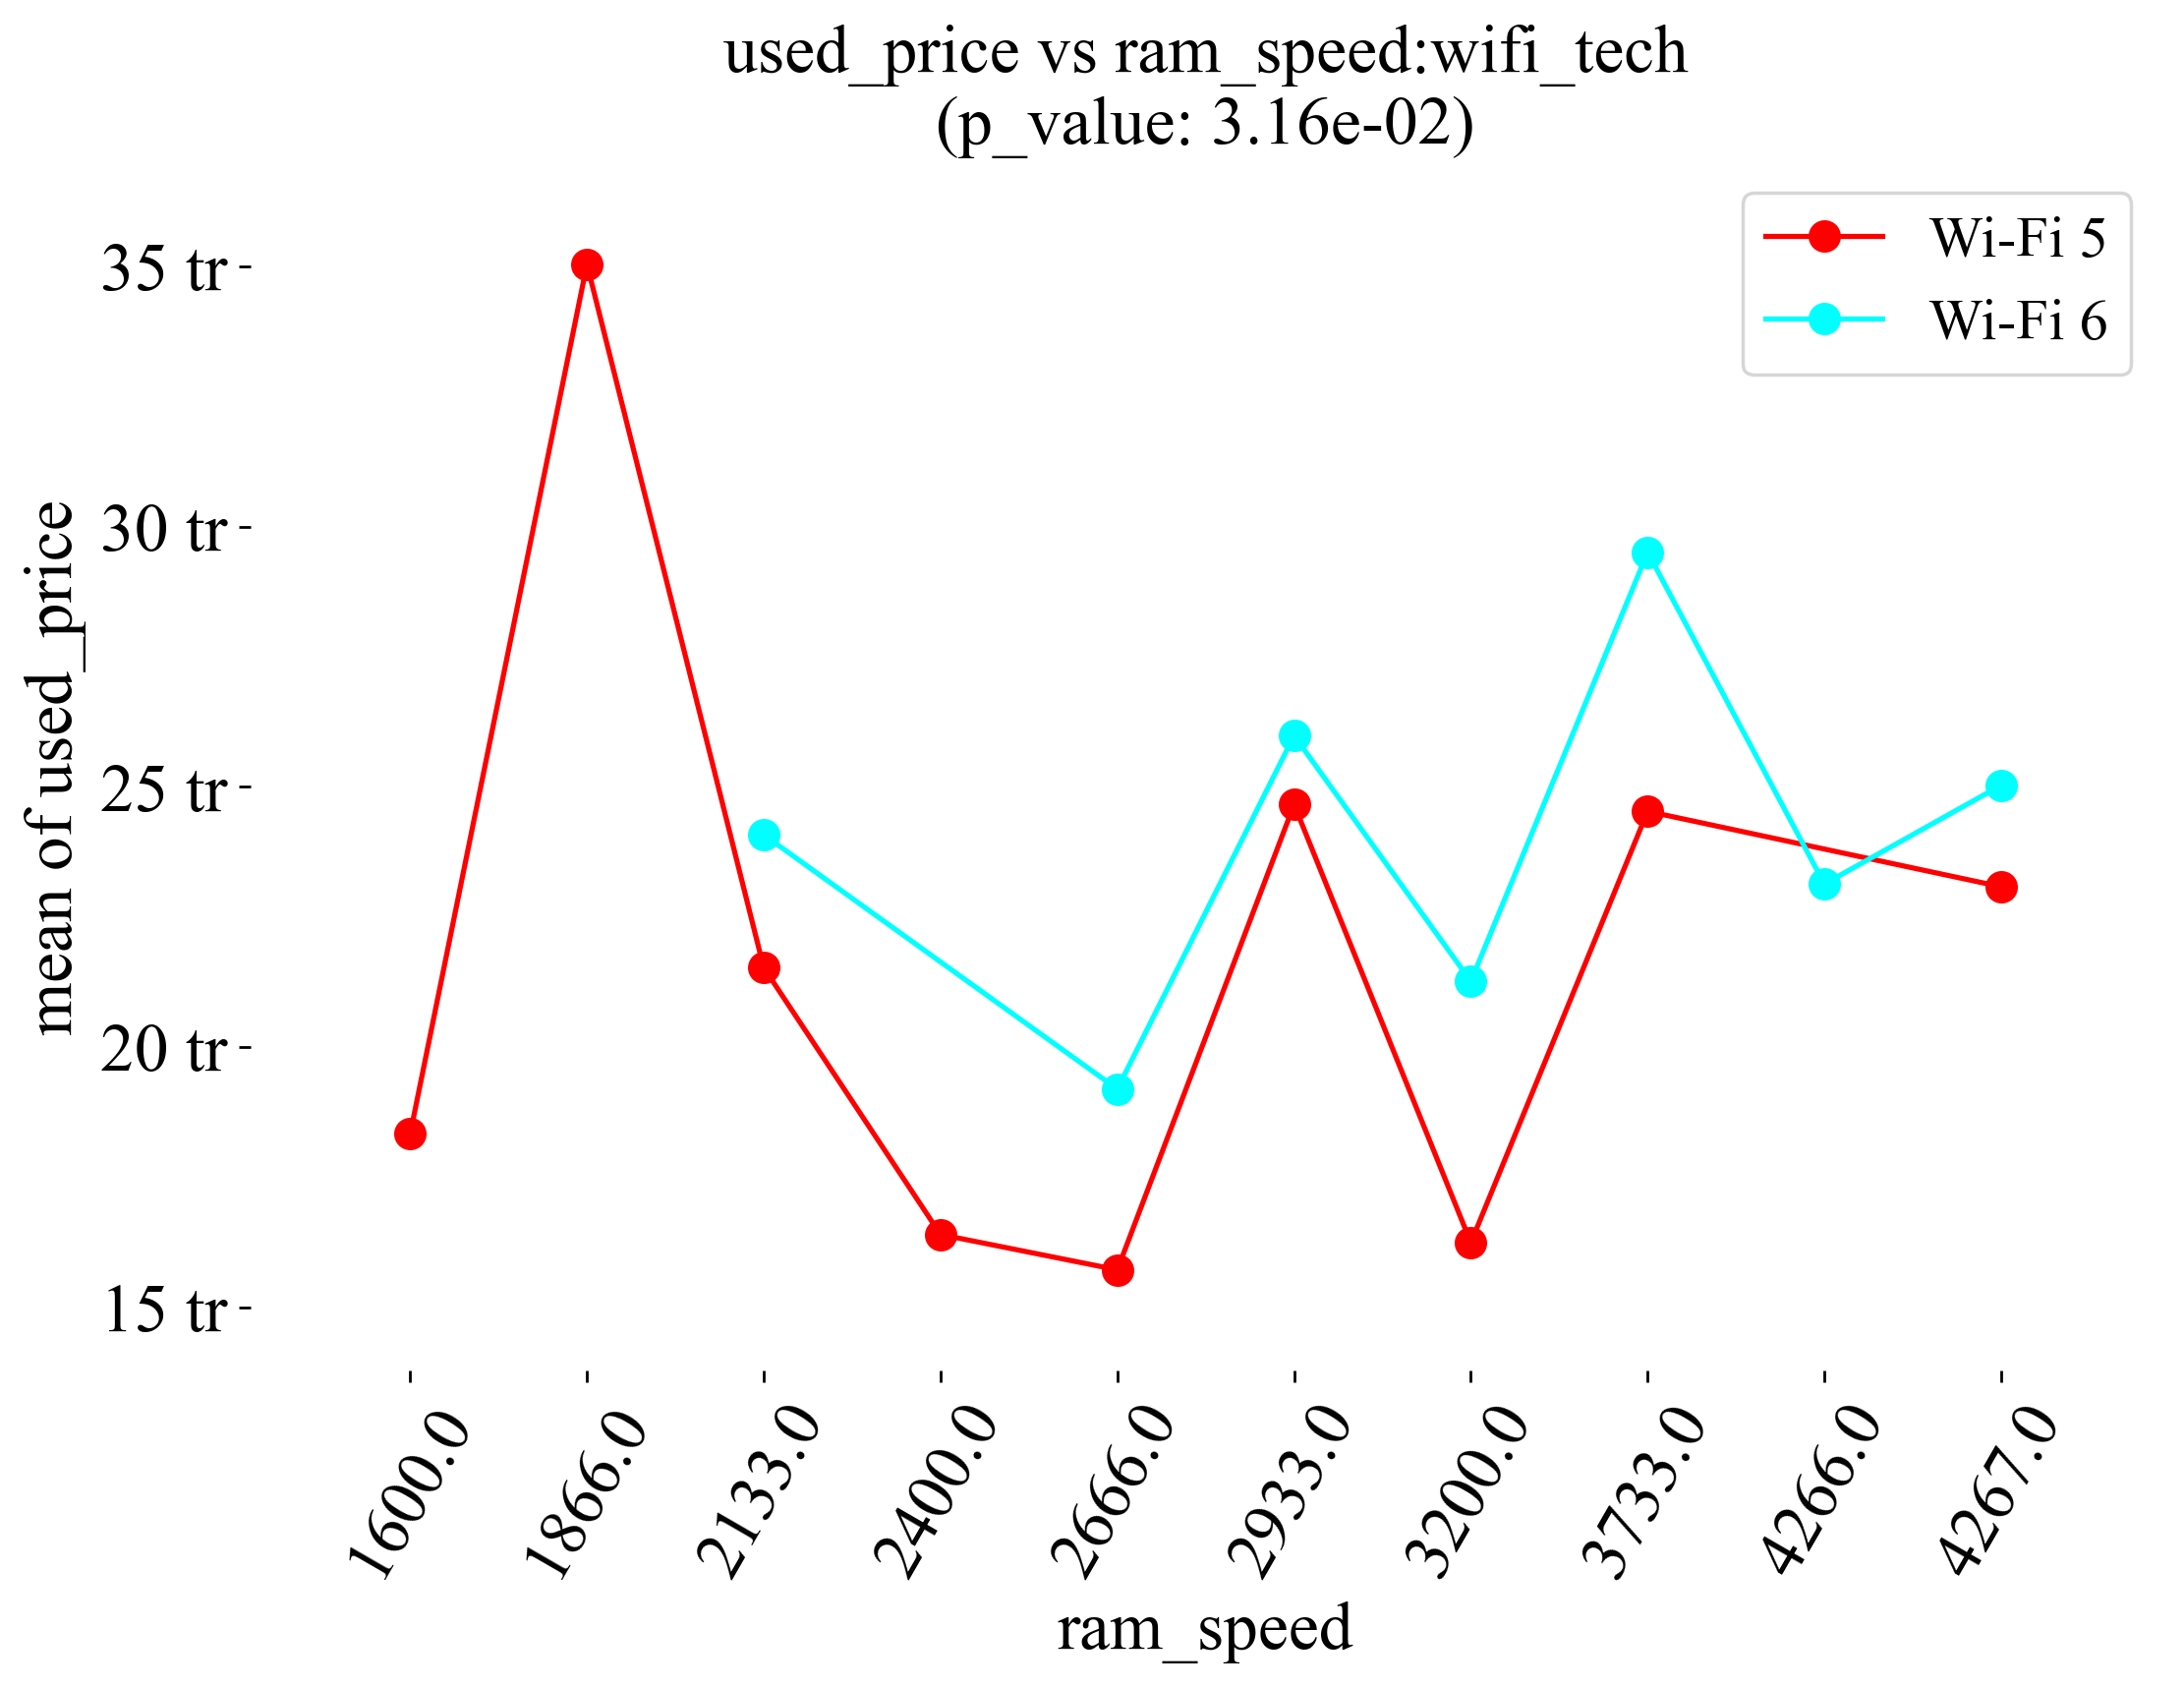 used_price vs ram_speed:wifi_tech
(p_value: 3.16e-02)
Wi-Fi 5
Wi-Fi 6
35 tr
30 tr
25 tr
20 tr
15 tr
mean of used_price
1600.0
1866.0
2133.0
2400.0
2666.0
2933.0
3200.0
3733.0
4266.0
4267.0
ram_speed